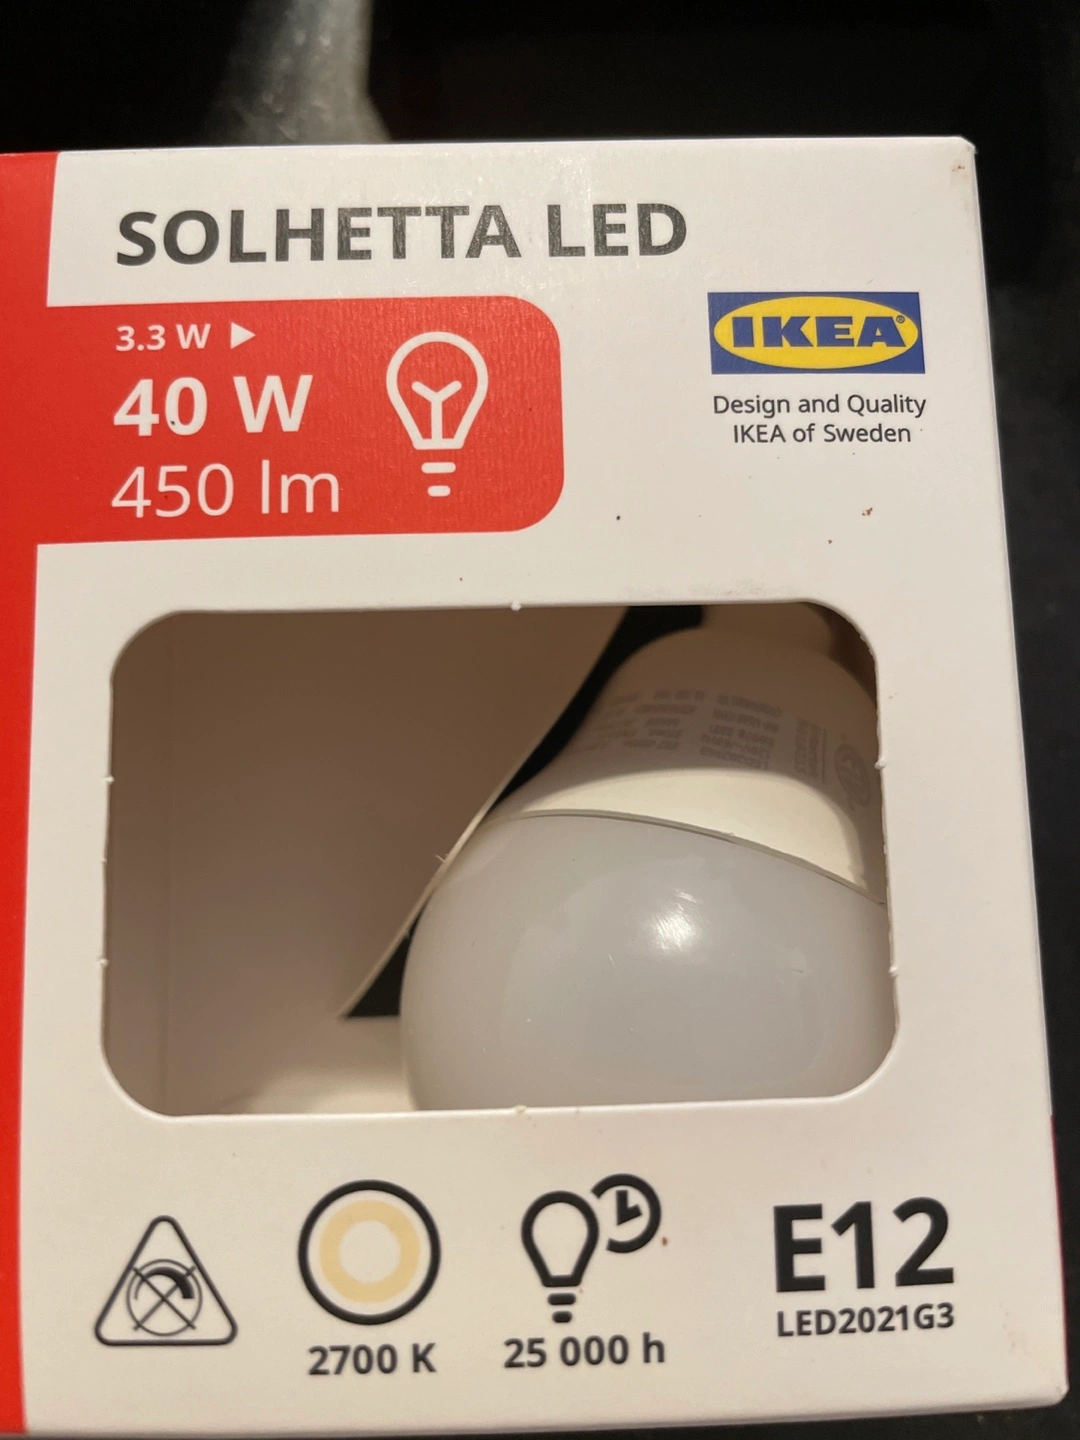 SOLHETTA LED
3.3 W
40 W
450 lm
IKEA®
Design and Quality
IKEA of Sweden
2700 K
25 000 h
E12
LED2021G3